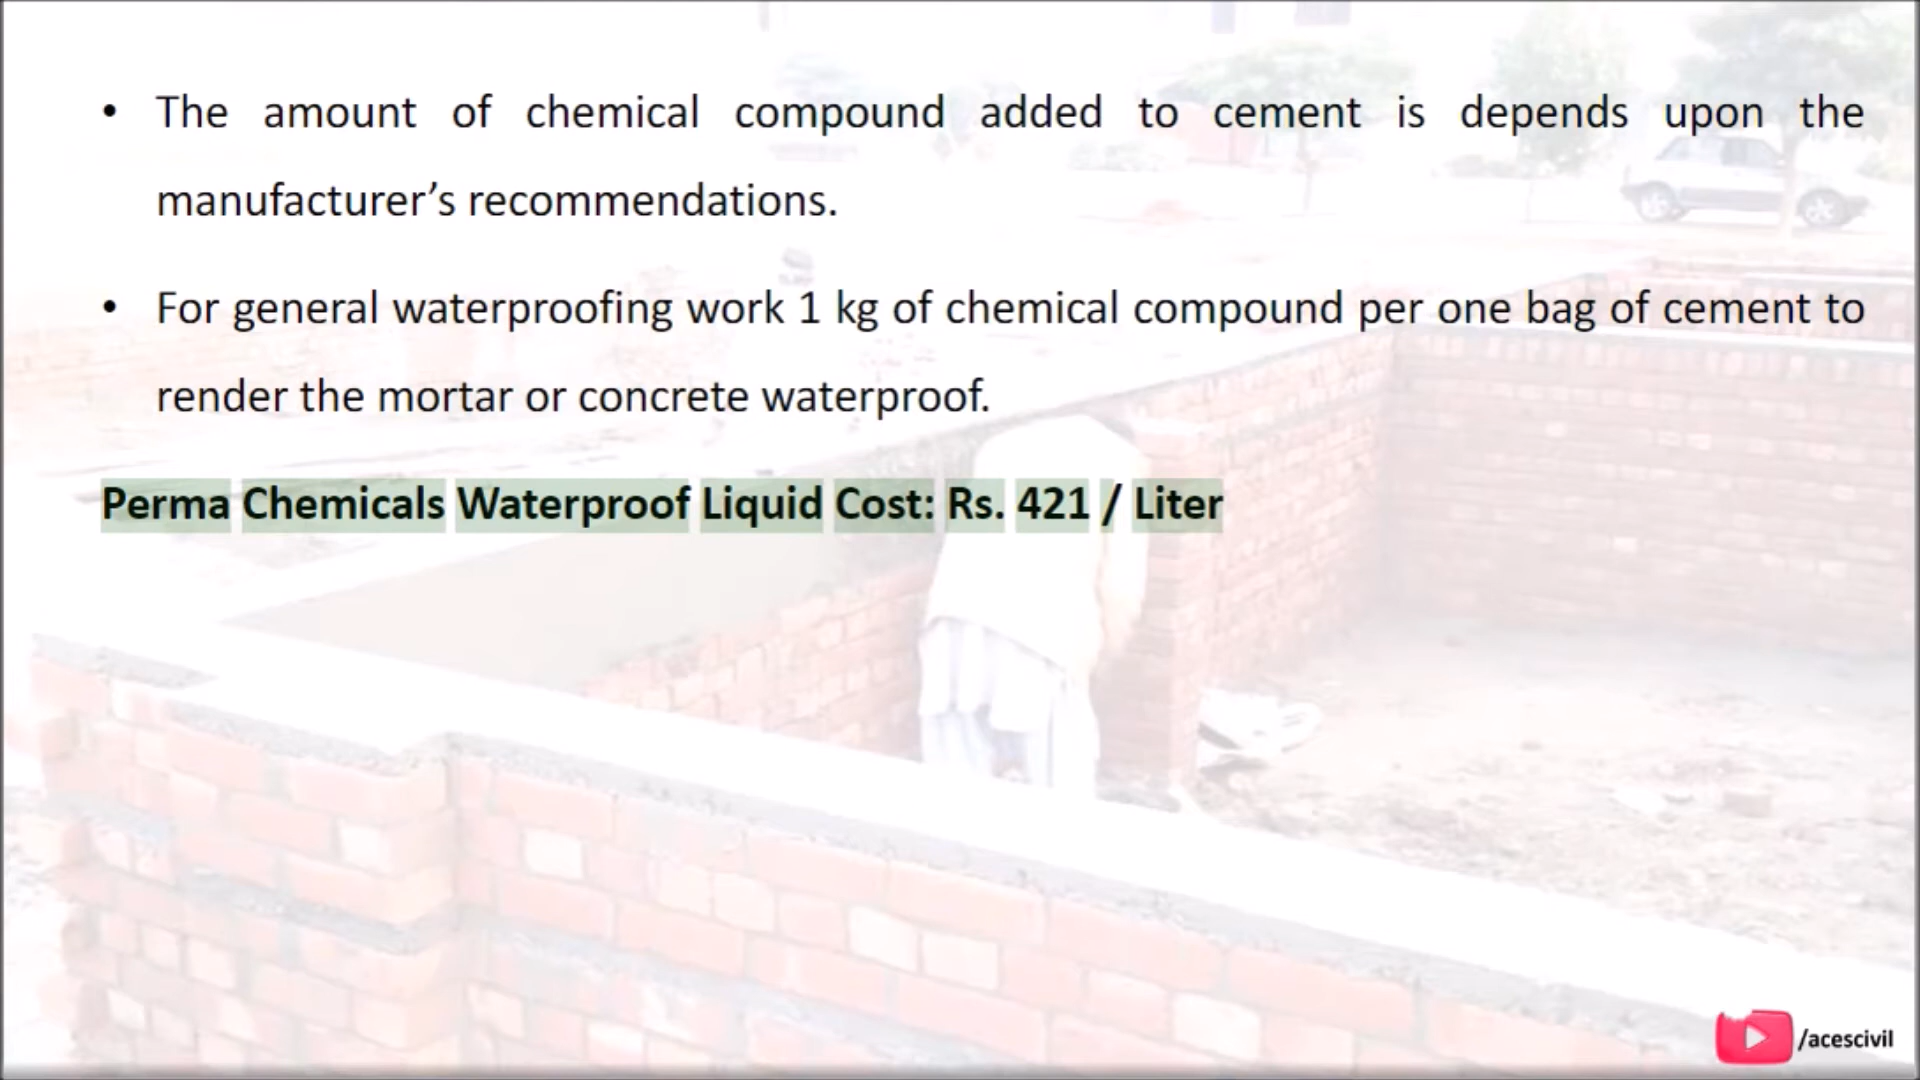 • The amount of chemical compound added to cement is depends upon the
manufacturer’s recommendations.
• For general waterproofing work 1 kg of chemical compound per one bag of cement to
render the mortar or concrete waterproof.
Perma Chemicals Waterproof Liquid Cost: Rs. 421 / Liter
/acescivil